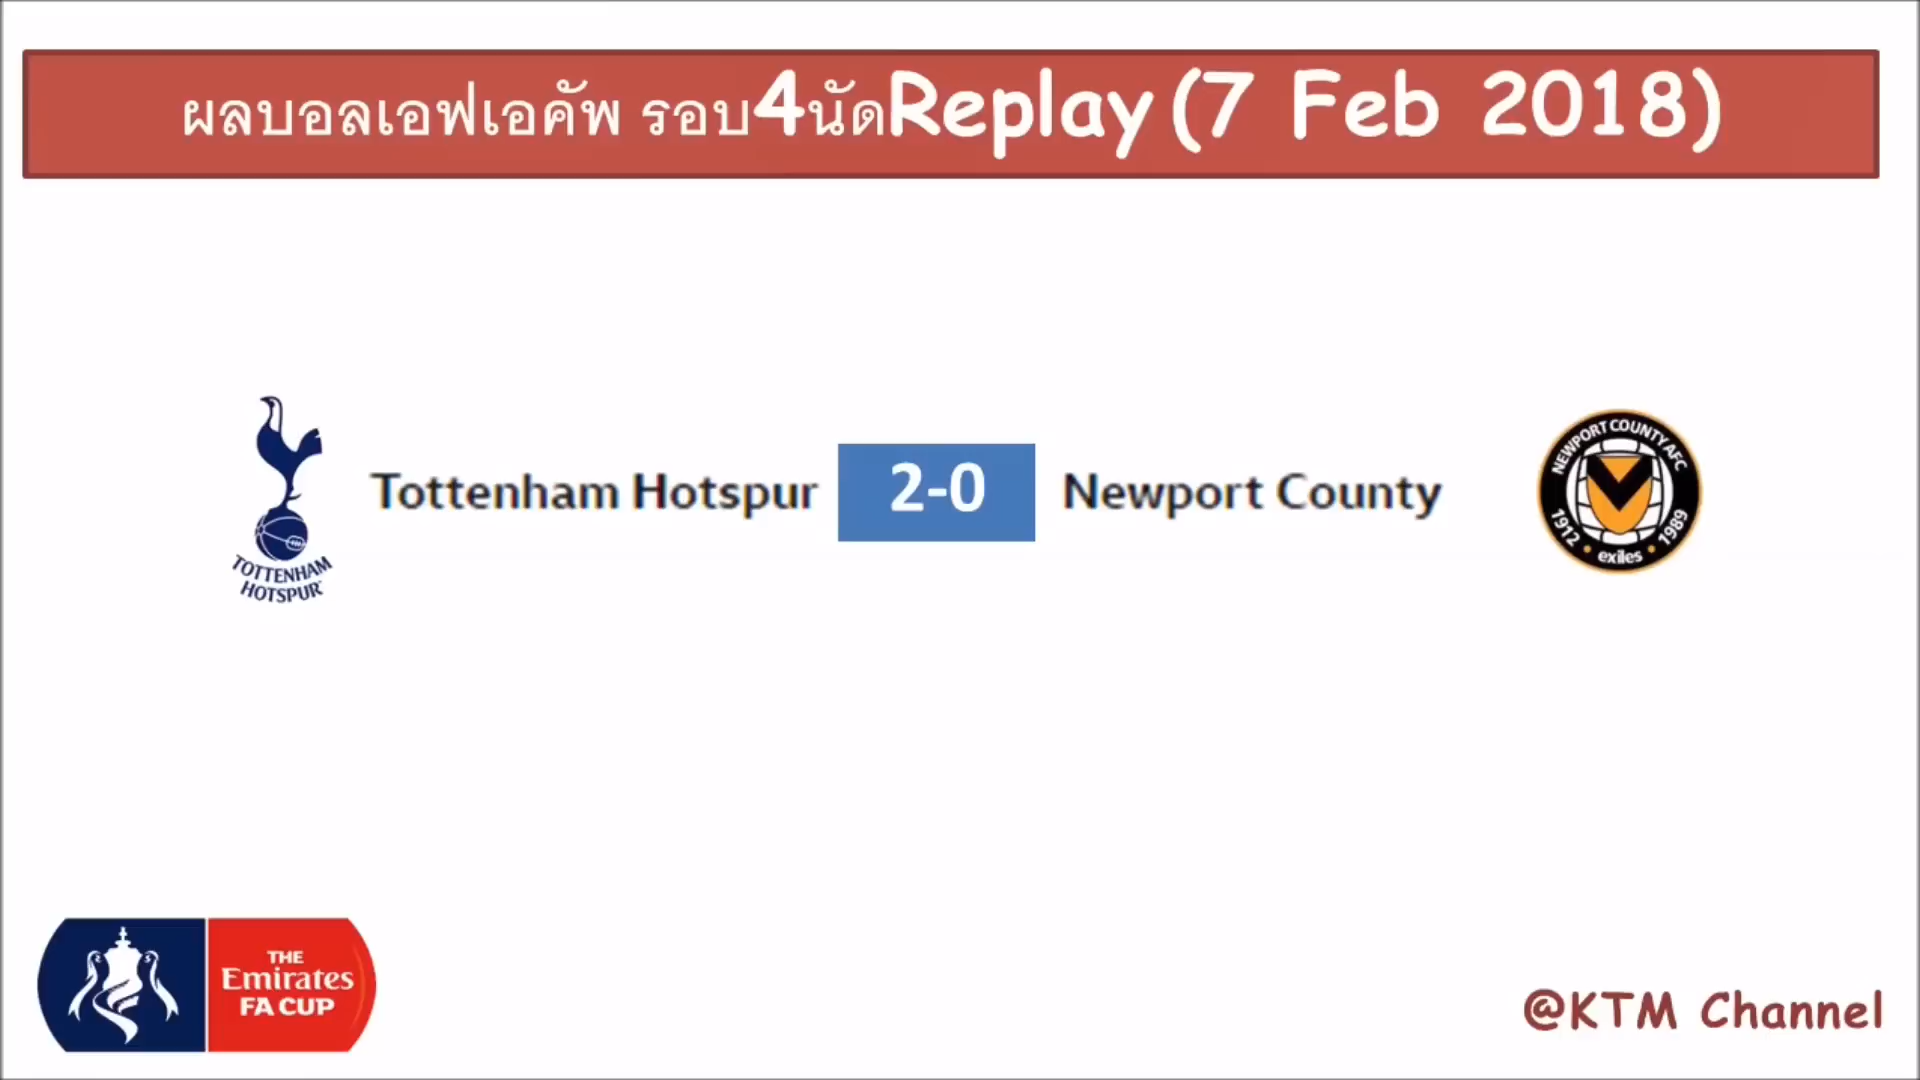 ผลบอลเอฟเอคัพ รอบ4นัดReplay (7 Feb 2018)
Tottenham Hotspur 2-0 Newport County
TOTTENHAM
HOTSPUR
NEWPORT COUNTY AFC
1912 • exiles • 1989
THE
Emirates
FA CUP
@KTM Channel